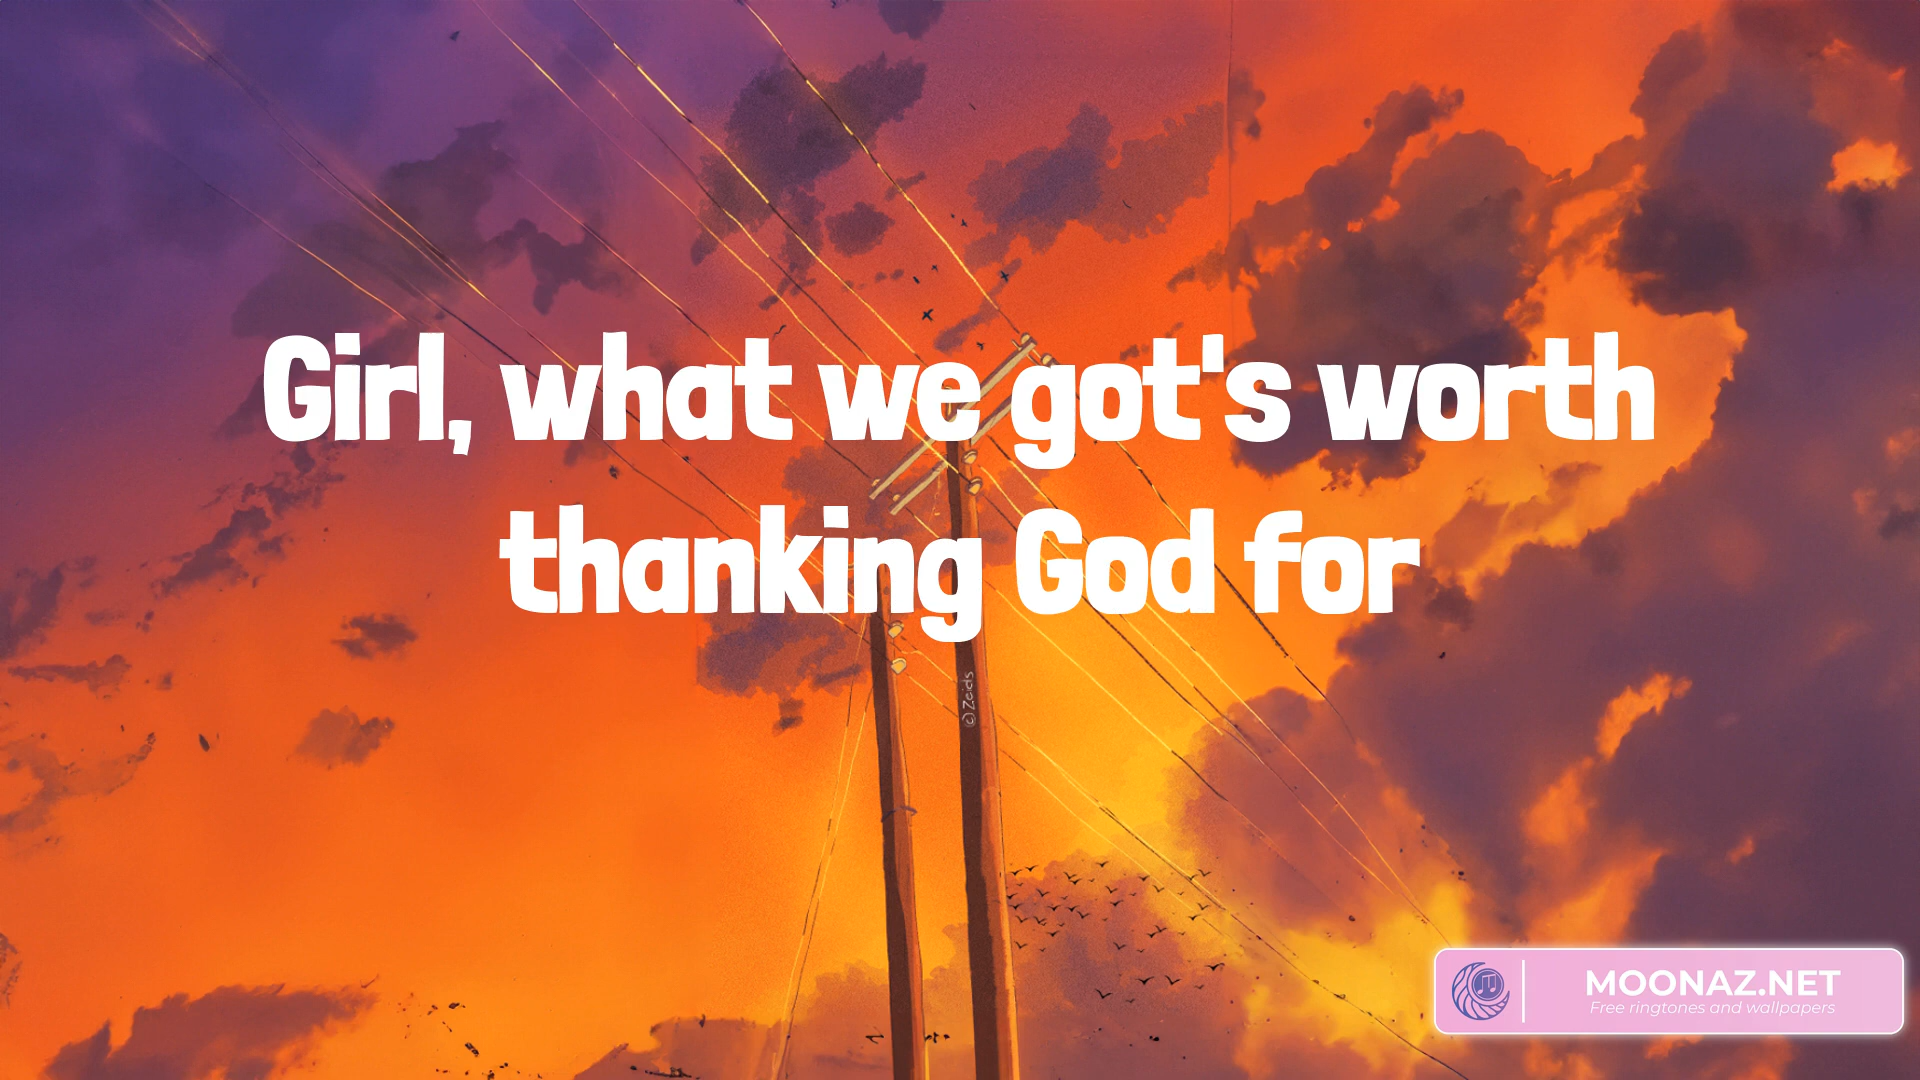 Girl, what we got's worth
thanking God for
(c) Zeids
MOONAZ.NET
Free ringtones and wallpapers